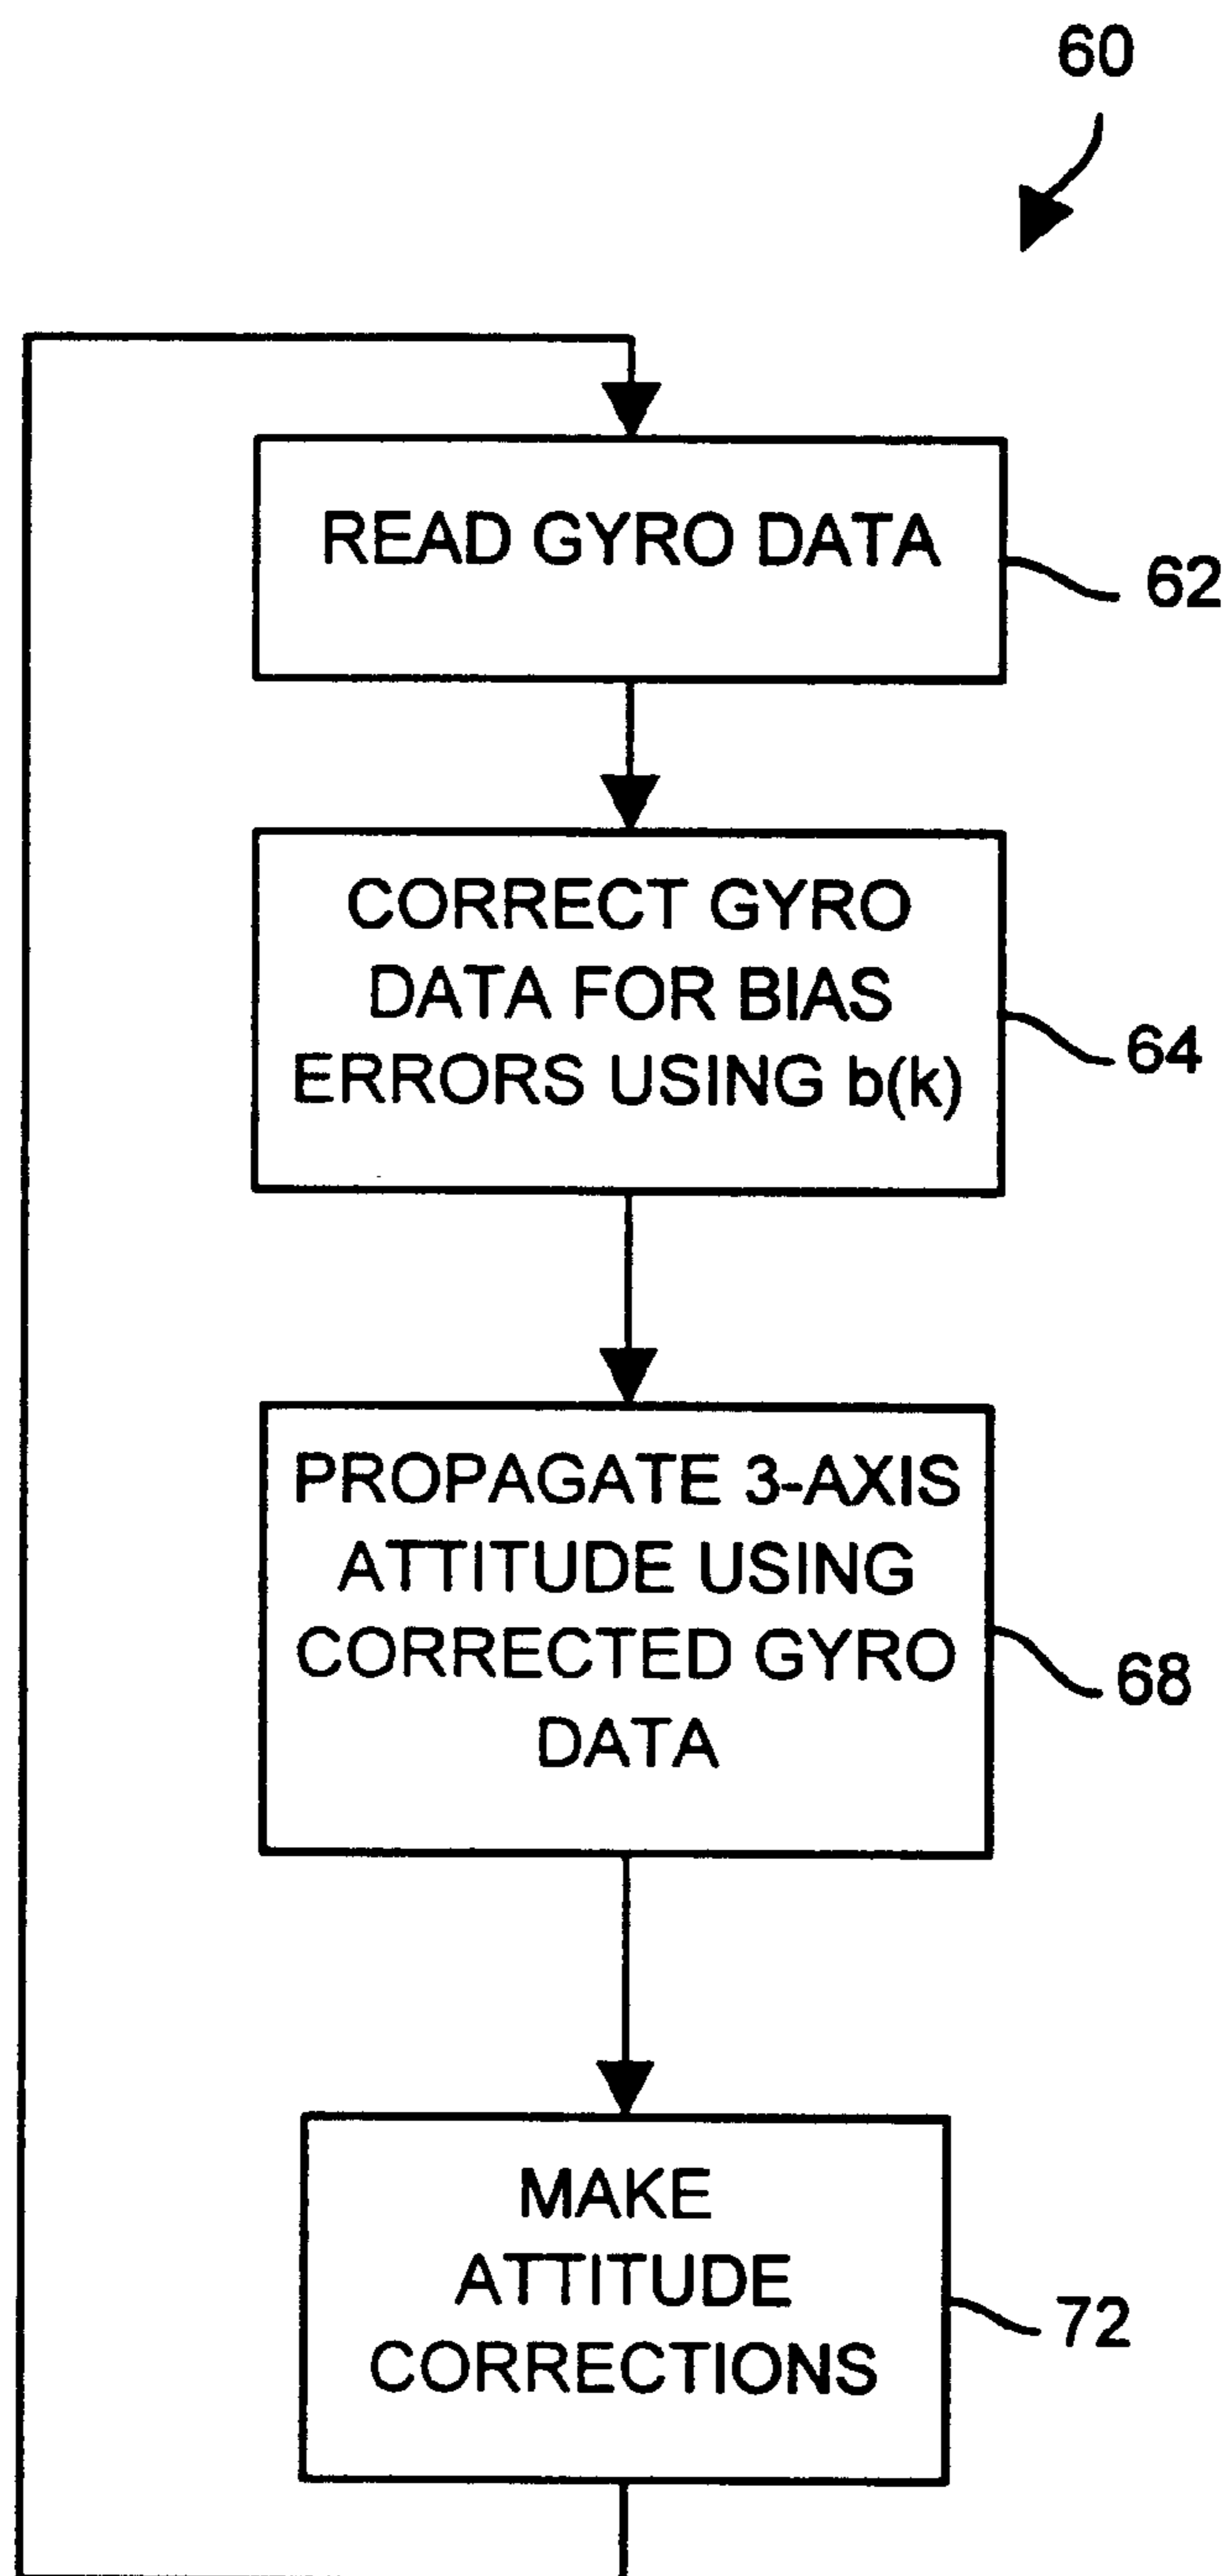 60
READ GYRO DATA
62
CORRECT GYRO
DATA FOR BIAS
ERRORS USING b(k)
64
PROPAGATE 3-AXIS
ATTITUDE USING
CORRECTED GYRO
DATA
68
MAKE
ATTITUDE
CORRECTIONS
72